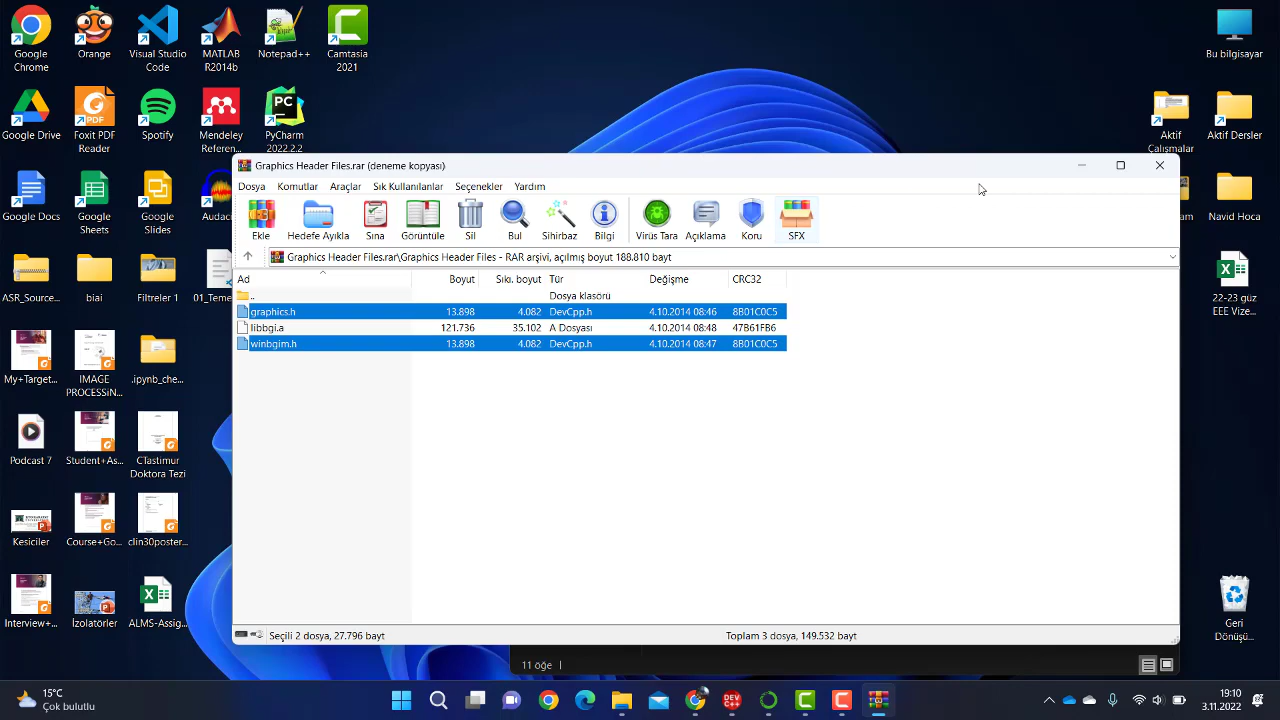 Google Chrome
Orange
Visual Studio Code
MATLAB R2014b
Notepad++
Camtasia 2021
Bu bilgisayar
Google Drive
Foxit PDF Reader
Spotify
Mendeley Referen...
PyCharm 2022.2.2
Aktif Çalışmalar
Aktif Dersler
Google Docs
Google Sheets
Google Slides
Audac
Navid Hoca
ASR_Source...
biai
Filtreler 1
01_Teme
22-23 güz EEE Vize...
My+Target...
IMAGE PROCESSİN...
.ipynb_che...
Podcast 7
Student+As...
CTastimur Doktora Tezi
Kesiciler
Course+Go...
clin30poster...
Interview+...
İzolatörler
ALMS-Assig...
Geri Dönüşü...
Graphics Header Files.rar (deneme kopyası)
Dosya Komutlar Araçlar Sık Kullanılanlar Seçenekler Yardım
Ekle Hedefe Ayıkla Sına Görüntüle Sil Bul Sihirbaz Bilgi Virüs Tara Açıklama Koru SFX
Graphics Header Files.rar\Graphics Header Files - RAR arşivi, açılmış boyut 188.810 bayt
Ad Boyut Sıkı. boyut Tür Değişme CRC32
.. Dosya klasörü
graphics.h 13.898 4.082 DevCpp.h 4.10.2014 08:46 8B01C0C5
libbgi.a 121.736 35.102 A Dosyası 4.10.2014 08:48 47B61FB6
winbgim.h 13.898 4.082 DevCpp.h 4.10.2014 08:47 8B01C0C5
Seçili 2 dosya, 27.796 bayt
Toplam 3 dosya, 149.532 bayt
11 öğe
15°C
Çok bulutlu
19:10
3.11.2022